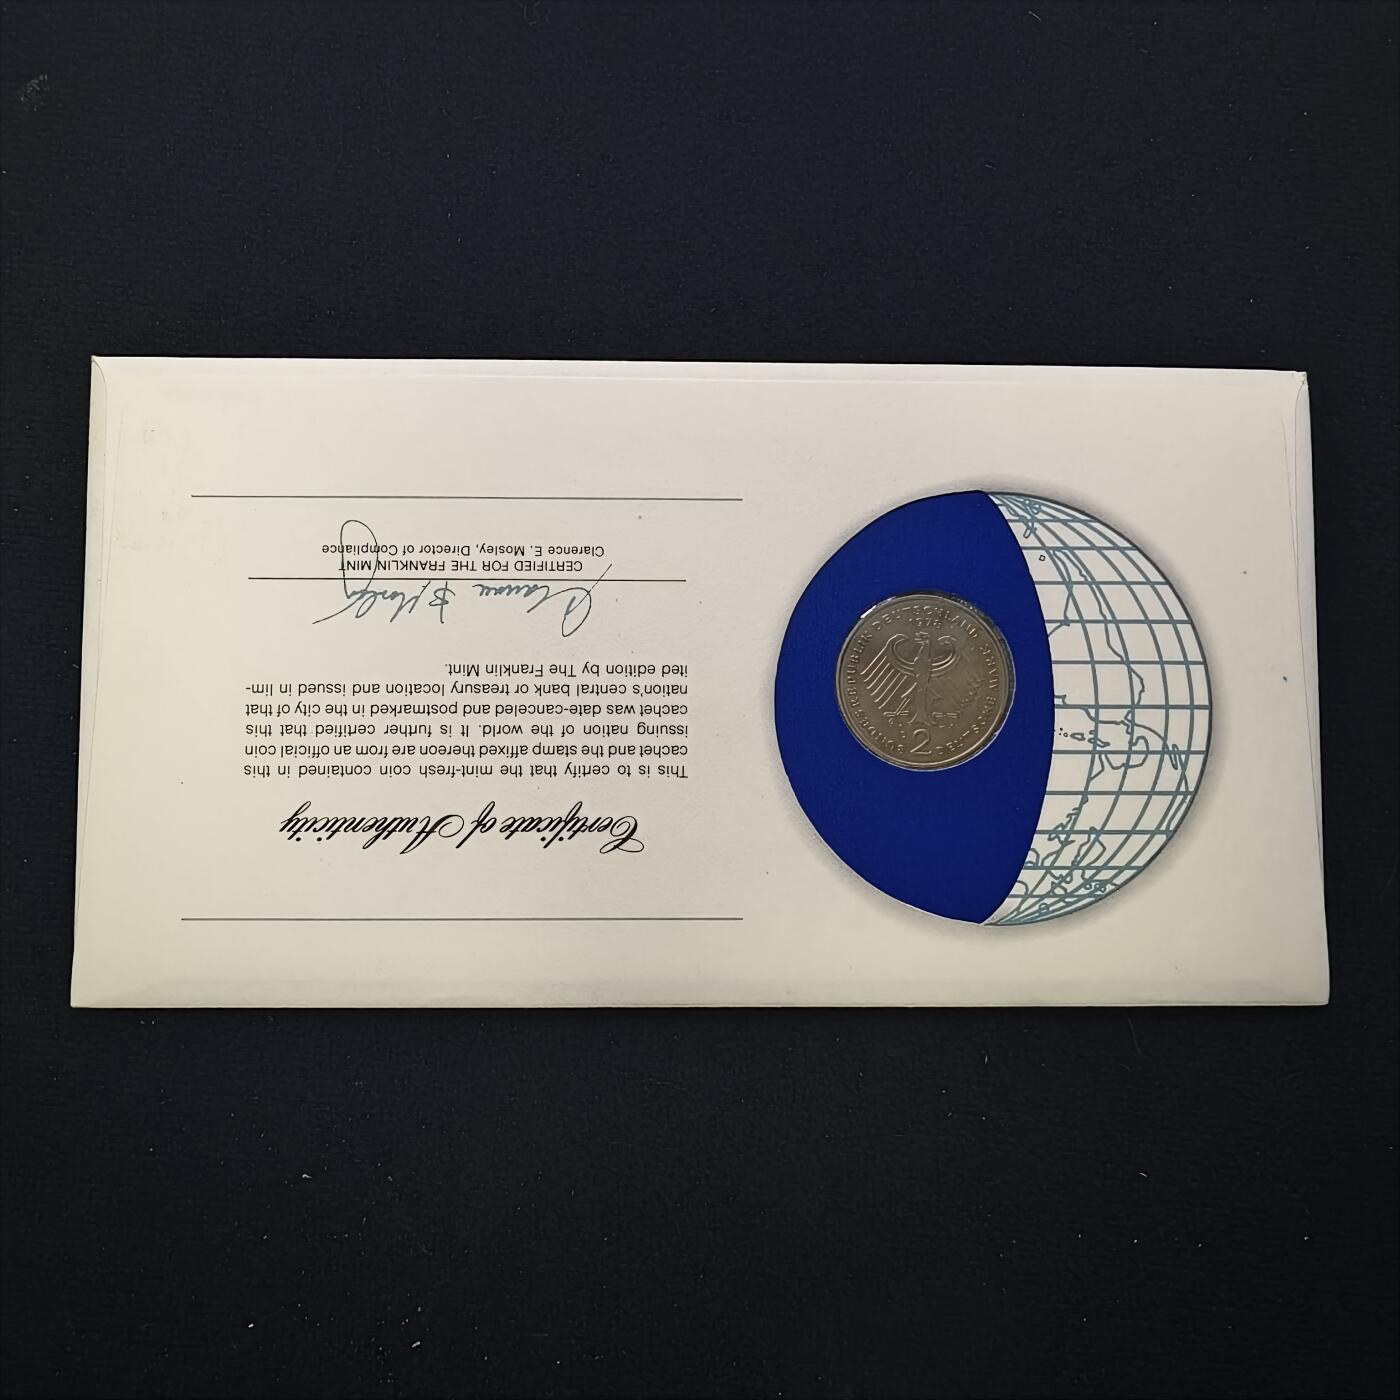 Certificate of Authenticity
This is to certify that the mint-fresh coin contained in this
cachet and the stamp affixed thereon are from an official coin
issuing nation of the world. It is further certified that this
cachet was date-canceled and postmarked in the city of that
nation's central bank or treasury location and issued in lim-
ited edition by The Franklin Mint.
CERTIFIED FOR THE FRANKLIN MINT
Clarence E. Mosley, Director of Compliance
BUNDESREPUBLIK DEUTSCHLAND
1978
2
DEUTSCHE MARK